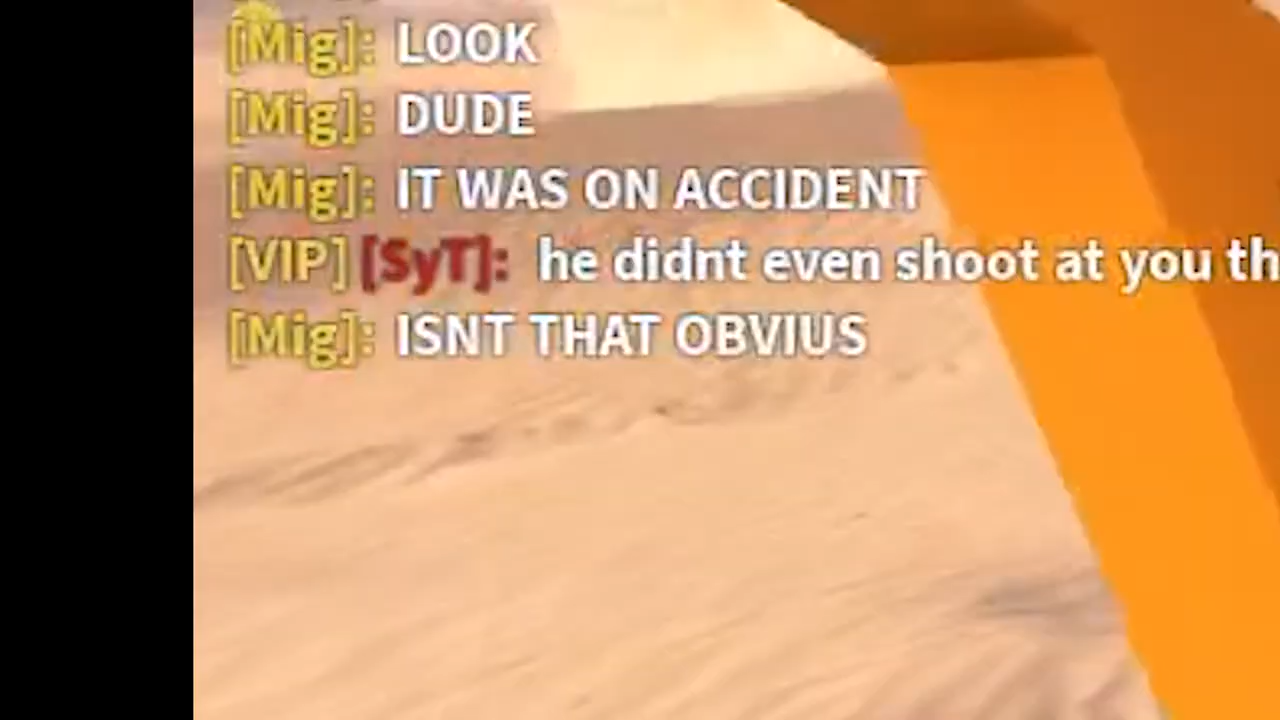 [Mig]: LOOK
[Mig]: DUDE
[Mig]: IT WAS ON ACCIDENT
[VIP] [SyT]: he didnt even shoot at you th
[Mig]: ISNT THAT OBVIUS